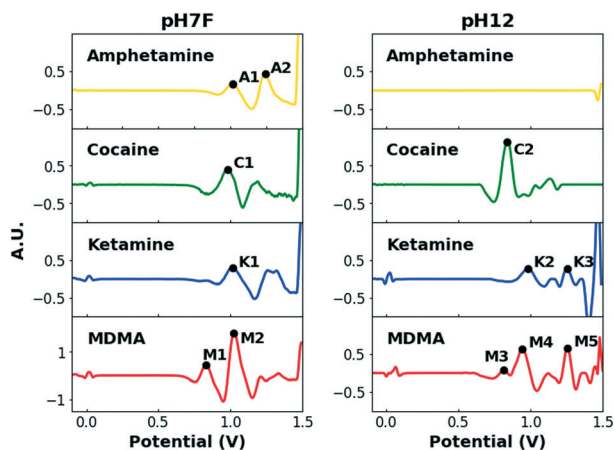 pH7F
pH12
A.U.
Amphetamine
A1
A2
0.5
−0.5
Cocaine
C1
0.5
−0.5
Ketamine
K1
0.5
−0.5
MDMA
M1
M2
1
−1
0.0
0.5
1.0
1.5
Potential (V)
Amphetamine
0.5
−0.5
Cocaine
C2
0.5
−0.5
Ketamine
K2
K3
0.5
−0.5
MDMA
M3
M4
M5
0.5
−0.5
0.0
0.5
1.0
1.5
Potential (V)